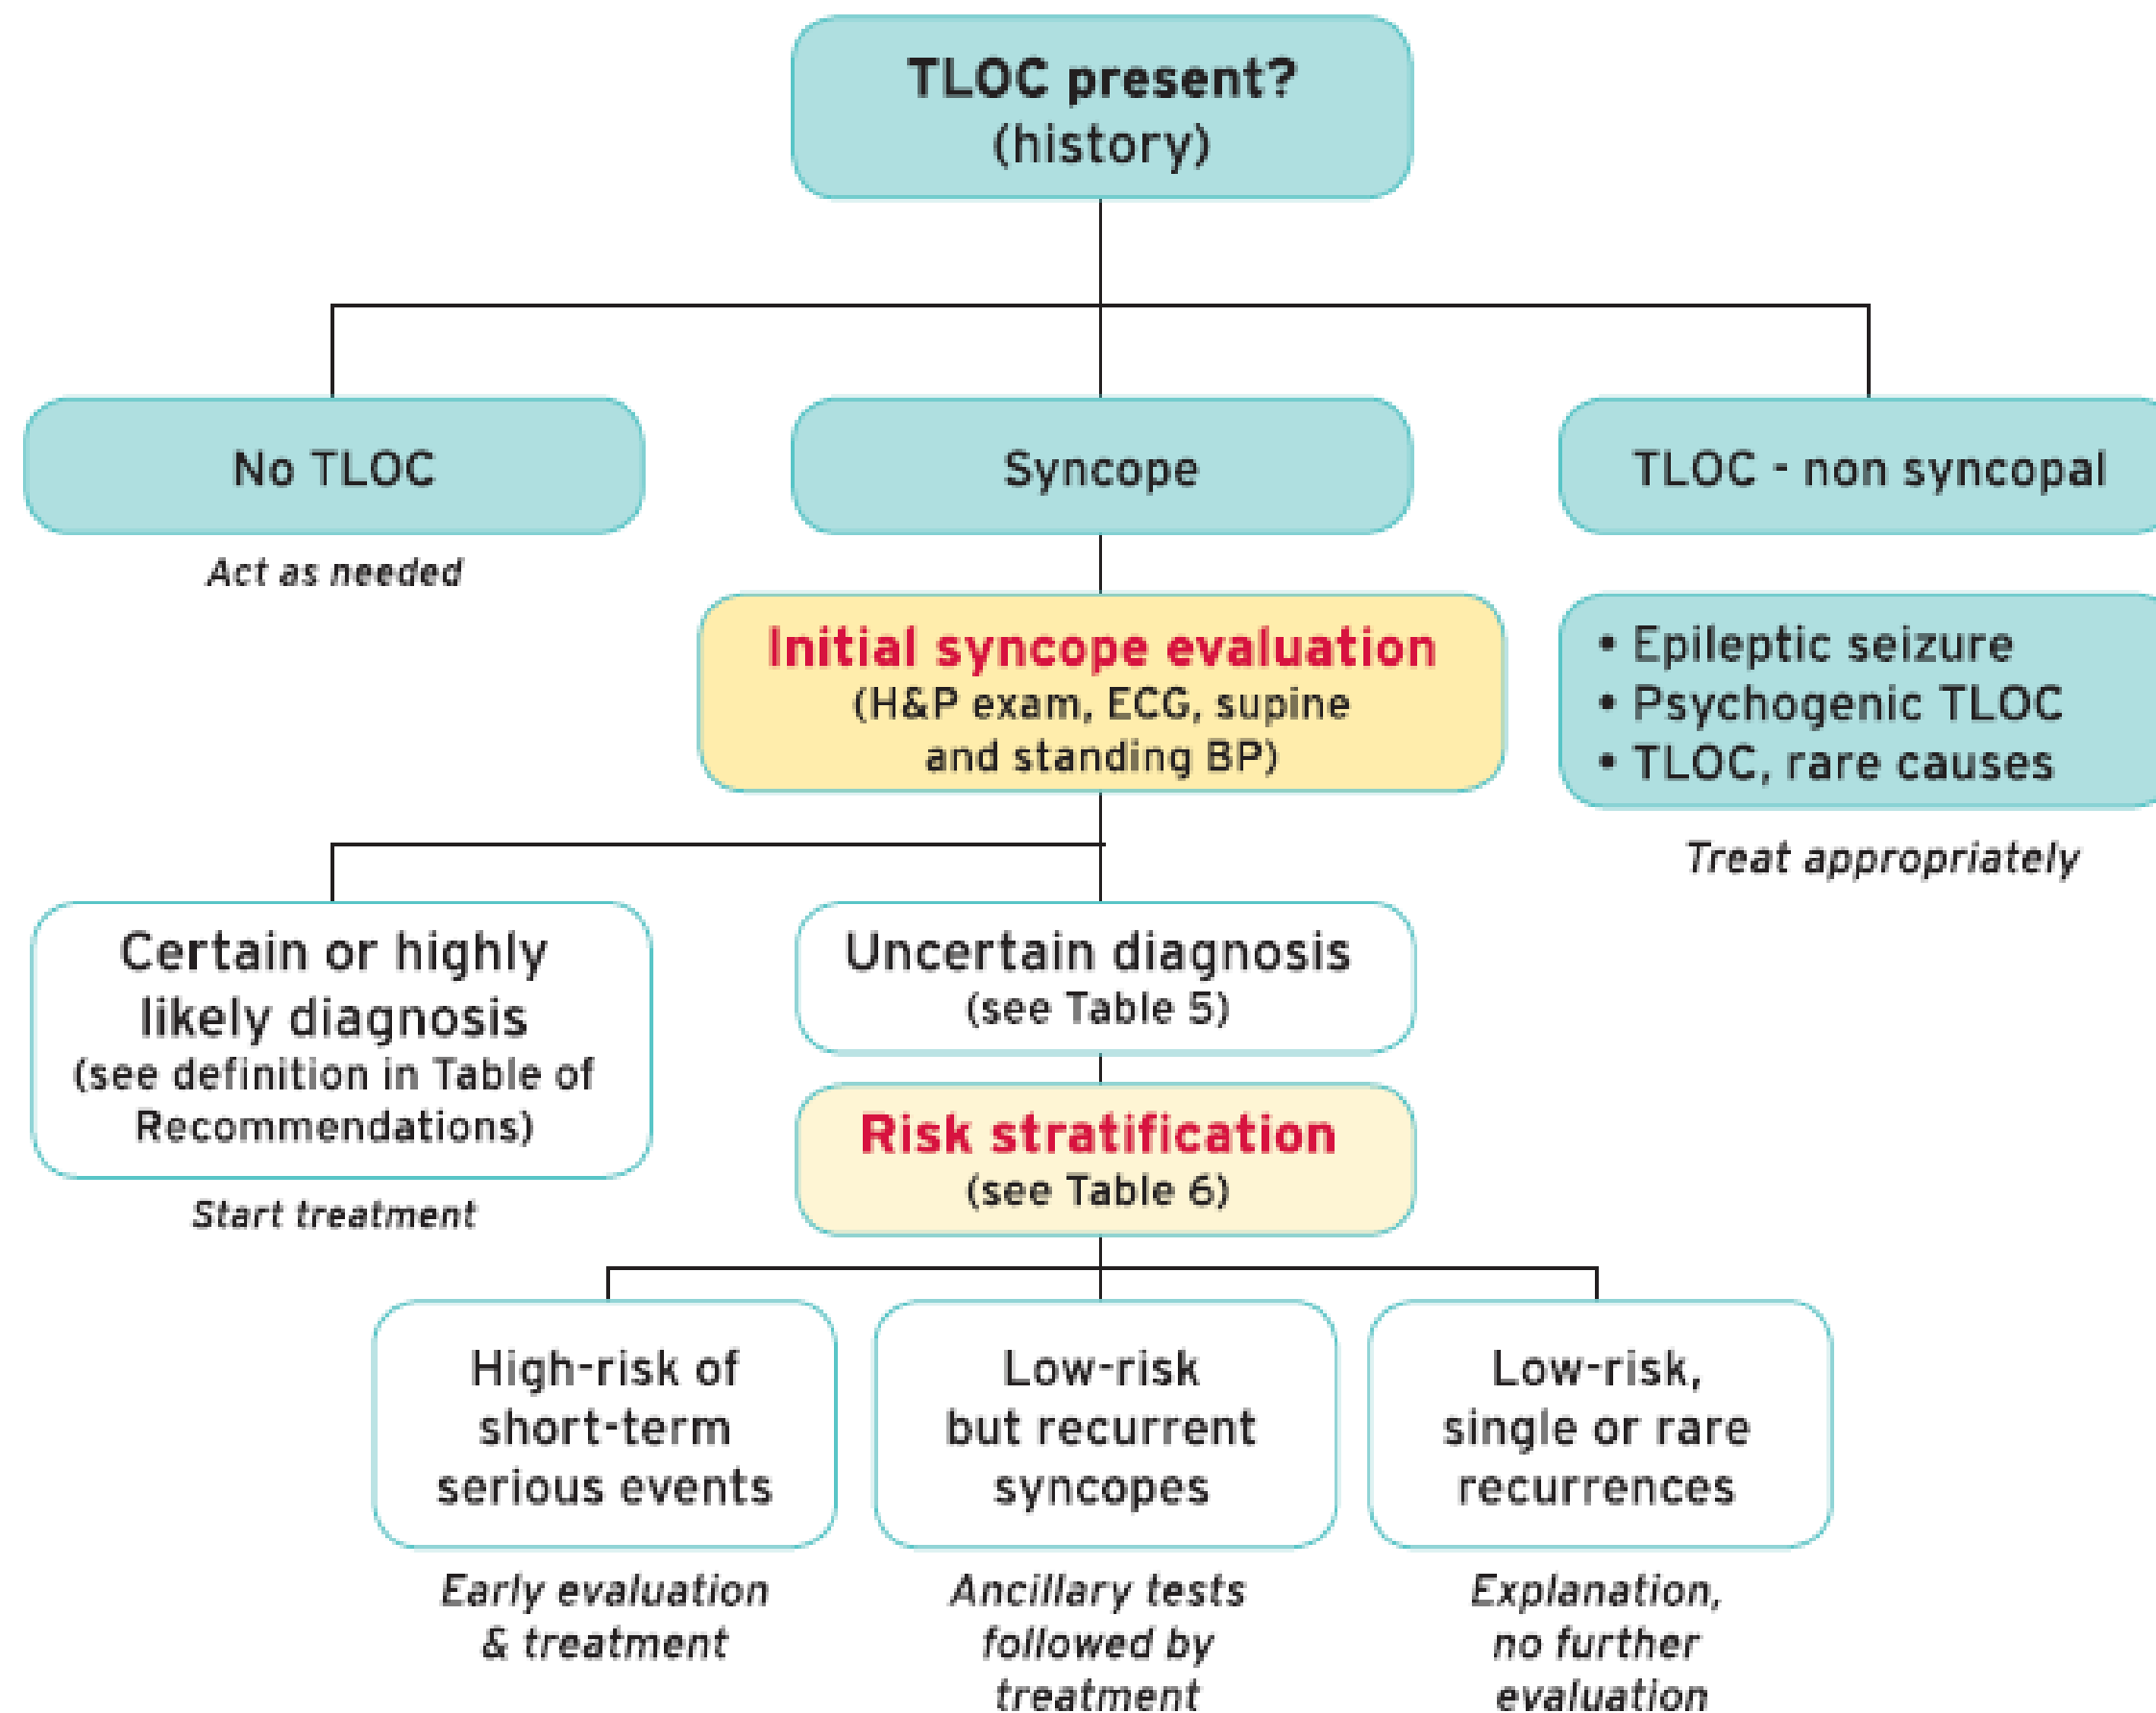 TLOC present?
(history)
No TLOC
Syncope
TLOC - non syncopal
Act as needed
Initial syncope evaluation
(H&P exam, ECG, supine
and standing BP)
• Epileptic seizure
• Psychogenic TLOC
• TLOC, rare causes
Treat appropriately
Certain or highly
likely diagnosis
(see definition in Table of
Recommendations)
Start treatment
Uncertain diagnosis
(see Table 5)
Risk stratification
(see Table 6)
High-risk of
short-term
serious events
Early evaluation
& treatment
Low-risk
but recurrent
syncopes
Ancillary tests
followed by
treatment
Low-risk,
single or rare
recurrences
Explanation,
no further
evaluation